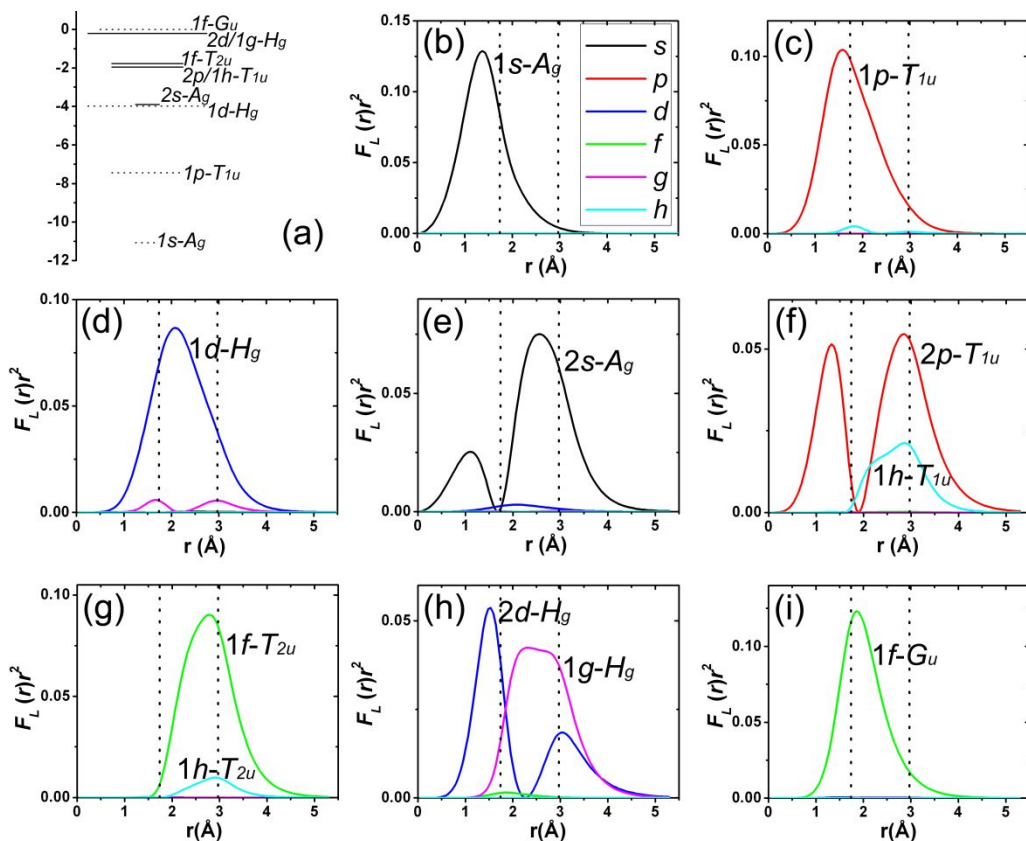 (a)
0
-2
-4
-6
-8
-10
-12
1f-Gu
2d/1g-Hg
1f-T2u
2p/1h-T1u
2s-Ag
1d-Hg
1p-T1u
1s-Ag
(b)
1s-Ag
s
p
d
f
g
h
FL (r)r2
0.15
0.10
0.05
0.00
0 1 2 3 4 5
r (Å)
(c)
1p-T1u
FL (r)r2
0.10
0.05
0.00
0 1 2 3 4 5
r (Å)
(d)
1d-Hg
FL (r)r2
0.10
0.05
0.00
0 1 2 3 4 5
r (Å)
(e)
2s-Ag
FL (r)r2
0.10
0.05
0.00
0 1 2 3 4 5
r (Å)
(f)
2p-T1u
1h-T1u
FL (r)r2
0.05
0.00
0 1 2 3 4 5
r (Å)
(g)
1f-T2u
1h-T2u
FL (r)r2
0.10
0.05
0.00
0 1 2 3 4 5
r(Å)
(h)
2d-Hg
1g-Hg
FL (r)r2
0.05
0.00
0 1 2 3 4 5
r(Å)
(i)
1f-Gu
FL (r)r2
0.10
0.05
0.00
0 1 2 3 4 5
r(Å)